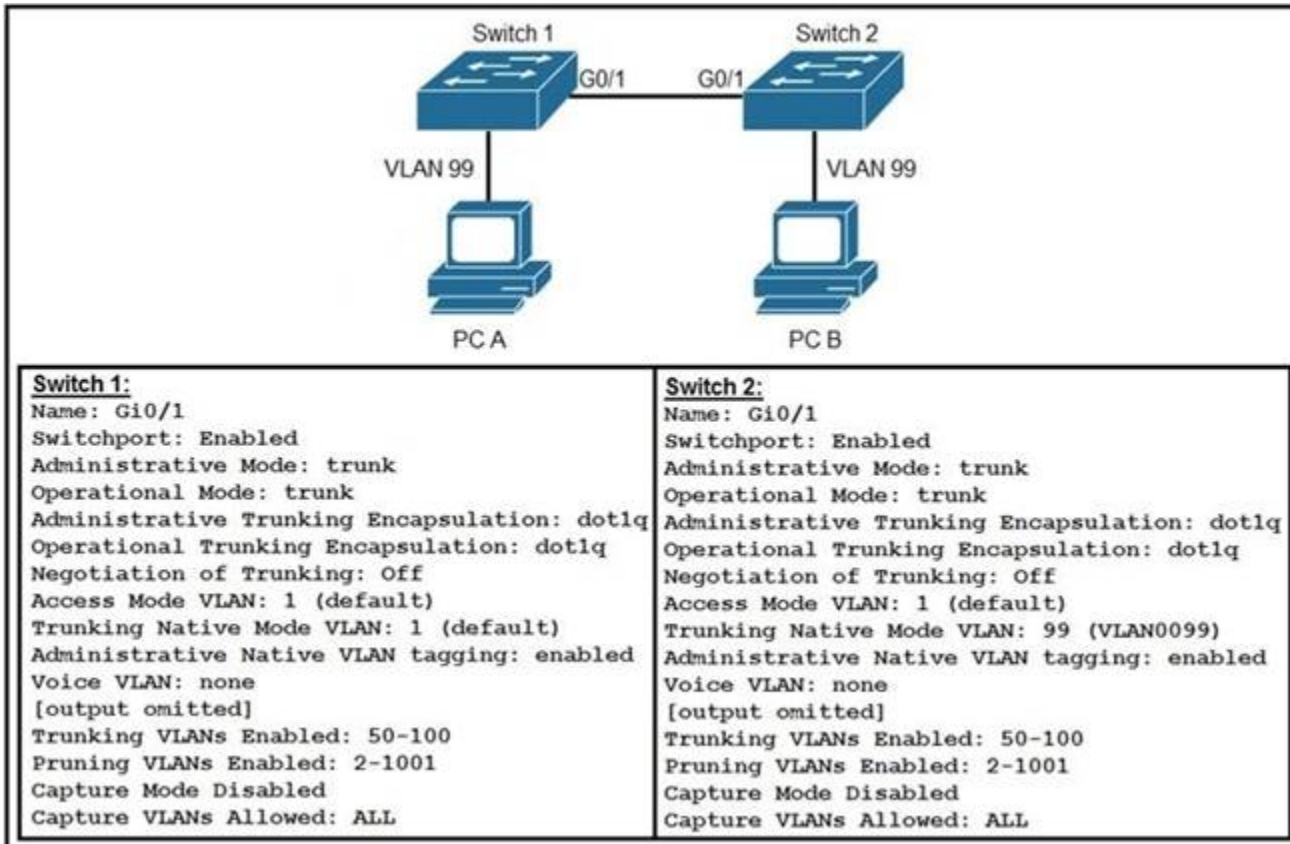 Switch 1
Switch 2
G0/1
G0/1
VLAN 99
VLAN 99
PC A
PC B
Switch 1:
Name: Gi0/1
Switchport: Enabled
Administrative Mode: trunk
Operational Mode: trunk
Administrative Trunking Encapsulation: dot1q
Operational Trunking Encapsulation: dot1q
Negotiation of Trunking: Off
Access Mode VLAN: 1 (default)
Trunking Native Mode VLAN: 1 (default)
Administrative Native VLAN tagging: enabled
Voice VLAN: none
[output omitted]
Trunking VLANs Enabled: 50-100
Pruning VLANs Enabled: 2-1001
Capture Mode Disabled
Capture VLANs Allowed: ALL
Switch 2:
Name: Gi0/1
Switchport: Enabled
Administrative Mode: trunk
Operational Mode: trunk
Administrative Trunking Encapsulation: dot1q
Operational Trunking Encapsulation: dot1q
Negotiation of Trunking: Off
Access Mode VLAN: 1 (default)
Trunking Native Mode VLAN: 99 (VLAN0099)
Administrative Native VLAN tagging: enabled
Voice VLAN: none
[output omitted]
Trunking VLANs Enabled: 50-100
Pruning VLANs Enabled: 2-1001
Capture Mode Disabled
Capture VLANs Allowed: ALL